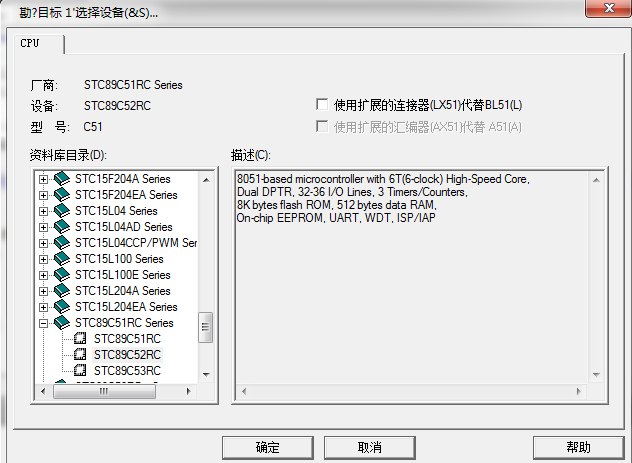 勘?目标 1'选择设备(&S)...
CPU
厂商: STC89C51RC Series
设备: STC89C52RC
型 号: C51
使用扩展的连接器(LX51)代替BL51(L)
使用扩展的汇编器(AX51)代替 A51(A)
资料库目录(D):
STC15F204A Series
STC15F204EA Series
STC15L04 Series
STC15L04AD Series
STC15L04CCP/PWM Ser
STC15L100 Series
STC15L100E Series
STC15L204A Series
STC15L204EA Series
STC89C51RC Series
STC89C51RC
STC89C52RC
STC89C53RC
描述(C):
8051-based microcontroller with 6T(6-clock) High-Speed Core,
Dual DPTR, 32-36 I/O Lines, 3 Timers/Counters,
8K bytes flash ROM, 512 bytes data RAM,
On-chip EEPROM, UART, WDT, ISP/IAP
确定
取消
帮助